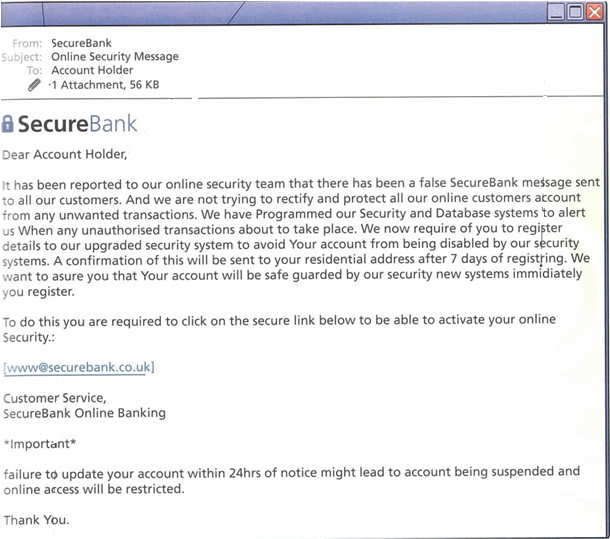 From: SecureBank
Subject: Online Security Message
To: Account Holder
1 Attachment, 56 KB
SecureBank
Dear Account Holder,
It has been reported to our online security team that there has been a false SecureBank message sent
to all our customers. And we are not trying to rectify and protect all our online customers account
from any unwanted transactions. We have Programmed our Security and Database systems to alert
us When any unauthorised transactions about to take place. We now require of you to register
details to our upgraded security system to avoid Your account from being disabled by our security
systems. A confirmation of this will be sent to your residential address after 7 days of registring. We
want to asure you that Your account will be safe guarded by our security new systems immidiately
you register.
To do this you are required to click on the secure link below to be able to activate your online
Security.:
[www@securebank.co.uk]
Customer Service,
SecureBank Online Banking
*Important*
failure to update your account within 24hrs of notice might lead to account being suspended and
online access will be restricted.
Thank You.